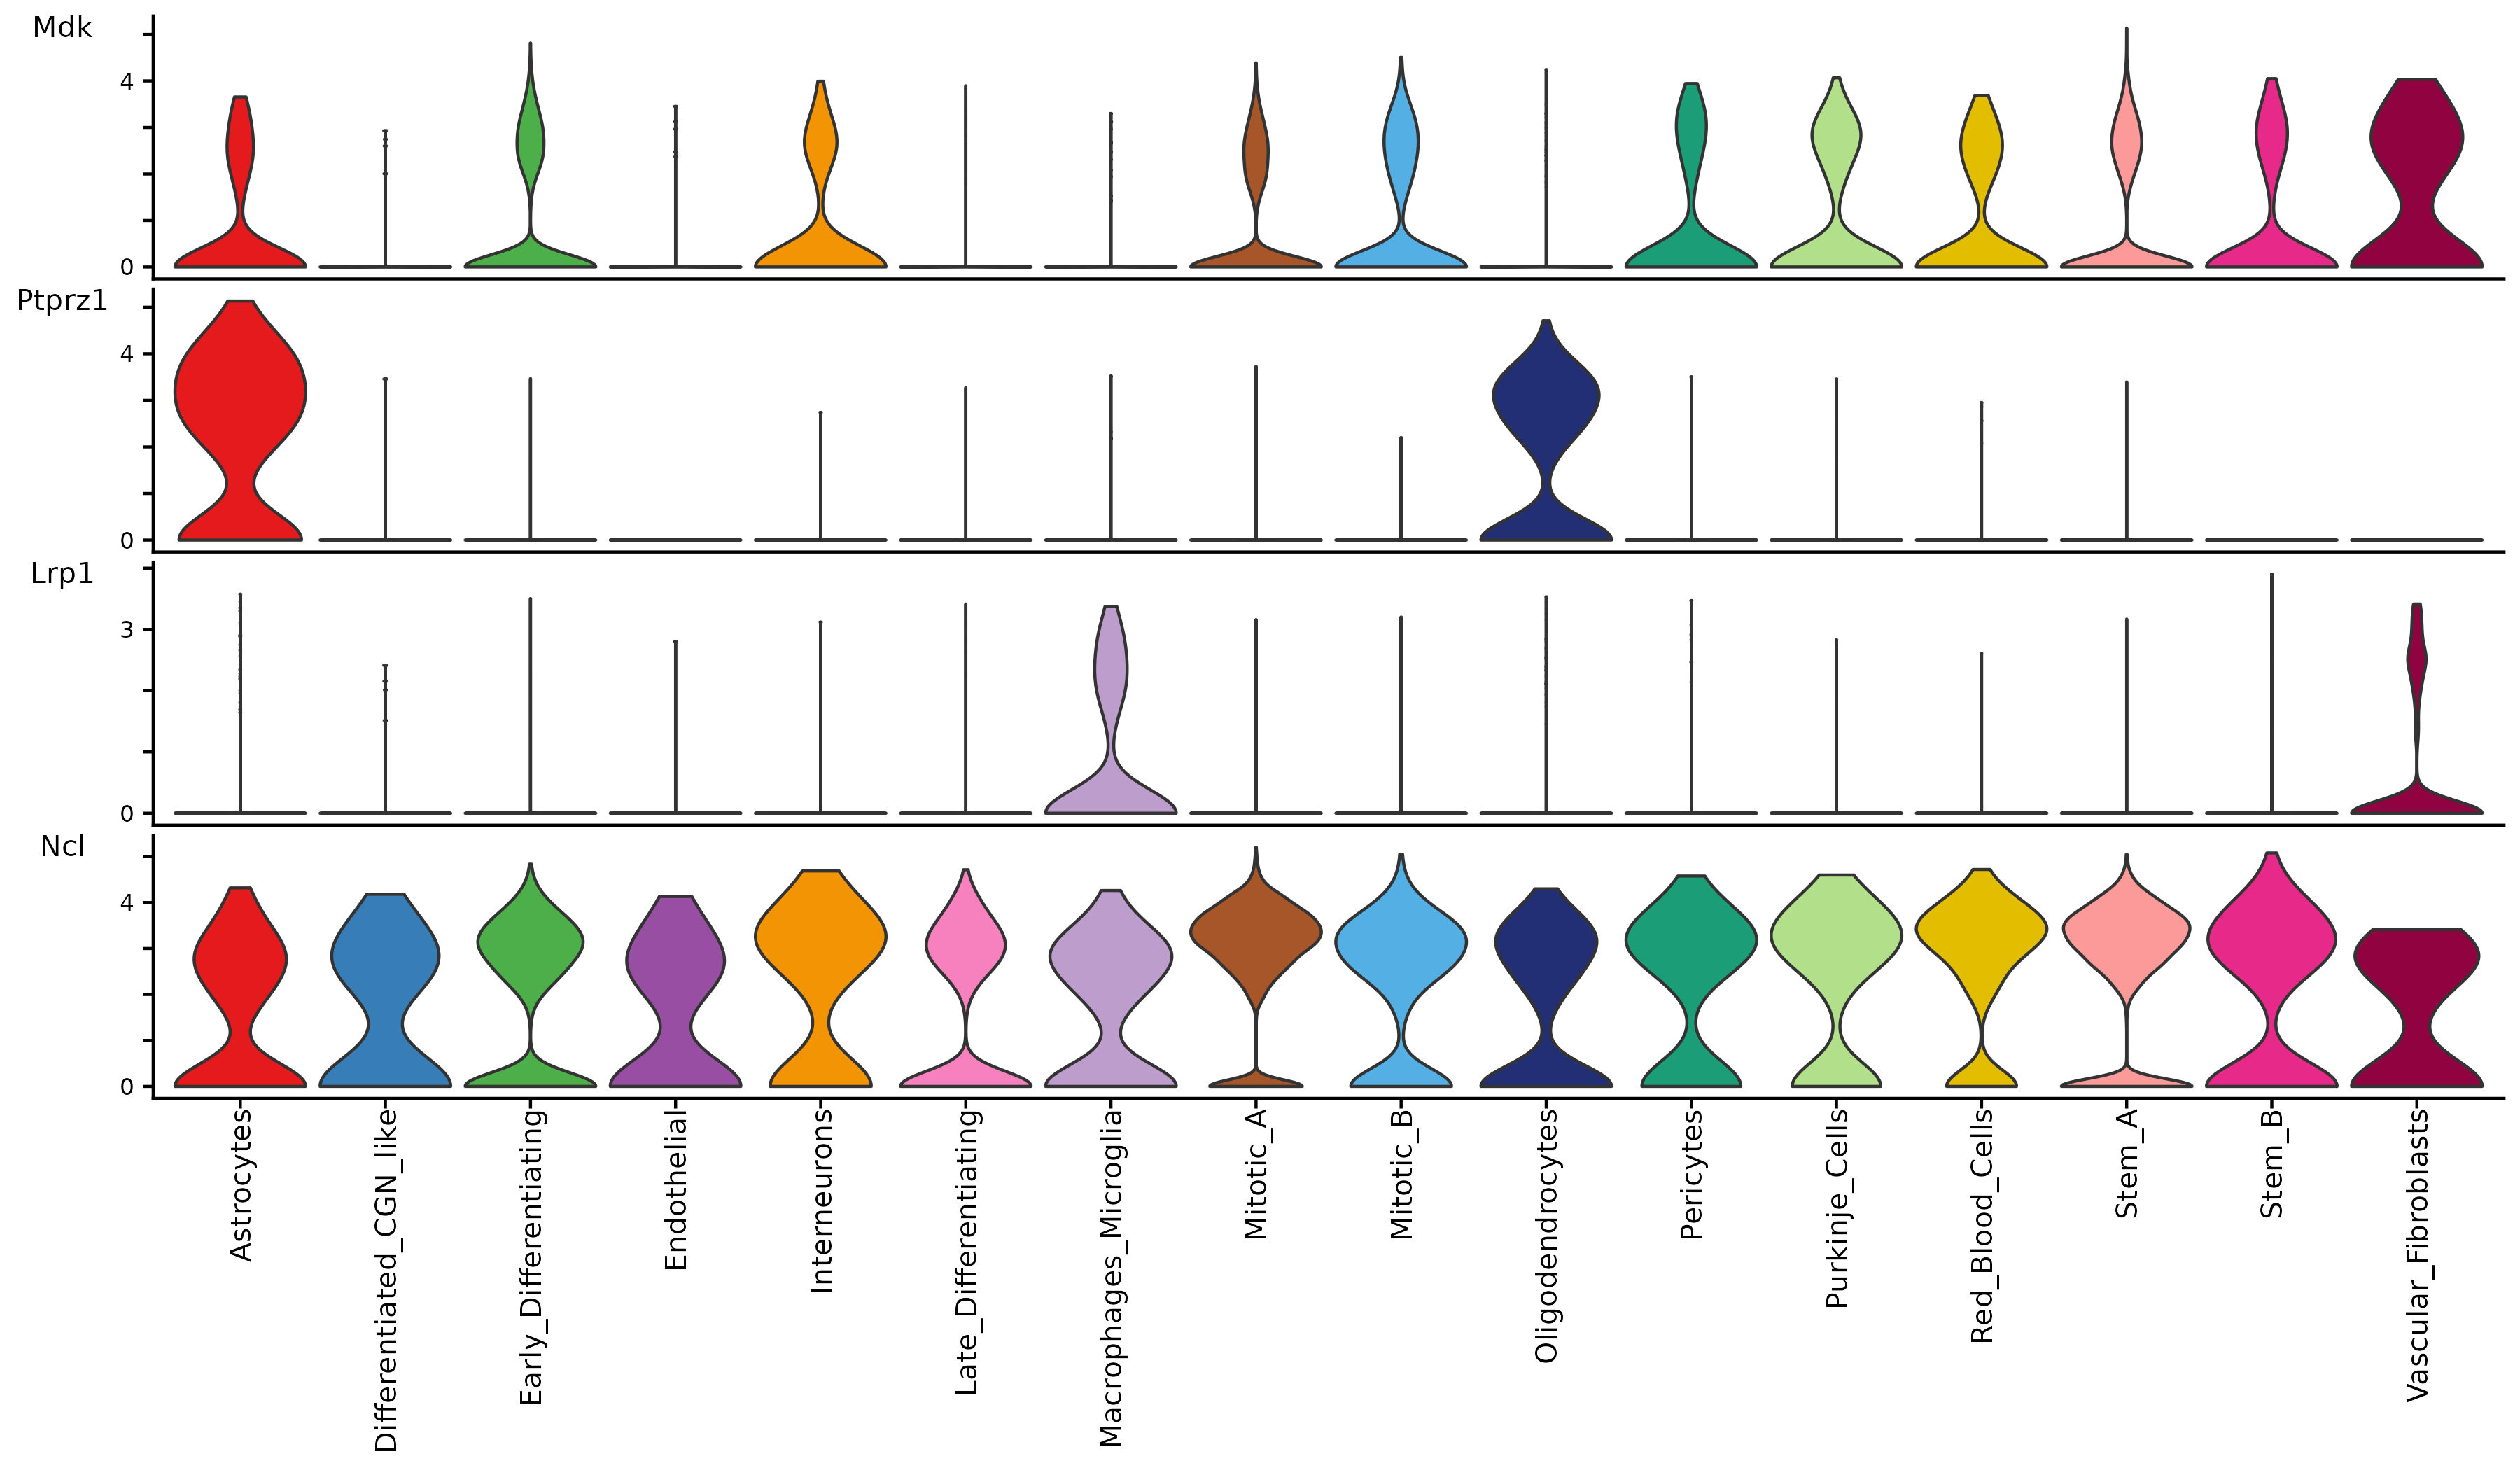 Mdk
4
0
Ptprz1
4
0
Lrp1
3
0
Ncl
4
0
Astrocytes
Differentiated_CGN_like
Early_Differentiating
Endothelial
Interneurons
Late_Differentiating
Macrophages_Microglia
Mitotic_A
Mitotic_B
Oligodendrocytes
Pericytes
Purkinje_Cells
Red_Blood_Cells
Stem_A
Stem_B
Vascular_Fibroblasts